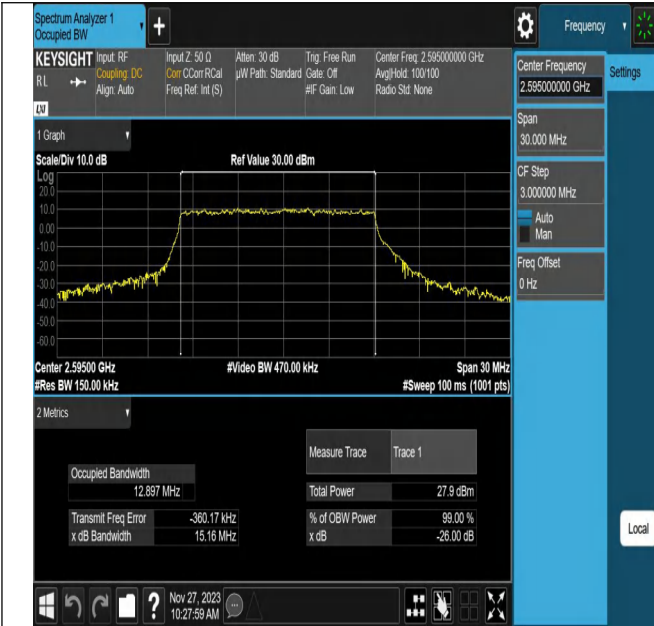 Spectrum Analyzer 1
Occupied BW
+
Frequency
KEYSIGHT Input: RF Input Z: 50 Ω Atten: 30 dB Trig: Free Run Center Freq: 2.595000000 GHz
RL Coupling: DC Corr CCorr RCal µW Path: Standard Gate: Off Avg|Hold: 100/100
Align: Auto Freq Ref: Int (S) #IF Gain: Low Radio Std: None
LXI
Center Frequency
2.595000000 GHz
Settings
Span
30.000 MHz
CF Step
3.000000 MHz
Auto
Man
Freq Offset
0 Hz
Local
1 Graph
Scale/Div 10.0 dB Ref Value 30.00 dBm
Log
20.0
10.0
0.00
-10.0
-20.0
-30.0
-40.0
-50.0
-60.0
Center 2.59500 GHz #Video BW 470.00 kHz Span 30 MHz
#Res BW 150.00 kHz #Sweep 100 ms (1001 pts)
2 Metrics
Measure Trace Trace 1
Occupied Bandwidth
12.897 MHz
Total Power 27.9 dBm
Transmit Freq Error -360.17 kHz % of OBW Power 99.00 %
x dB Bandwidth 15.16 MHz x dB -26.00 dB
? Nov 27, 2023
10:27:59 AM